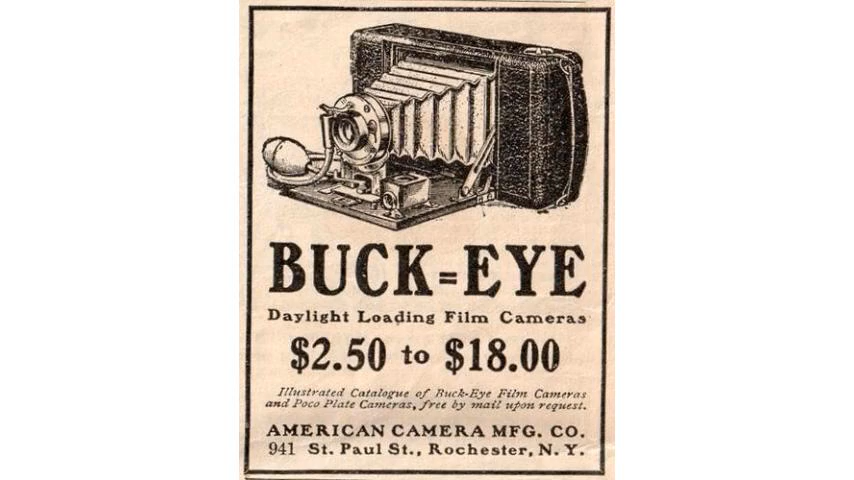 BUCK=EYE
Daylight Loading Film Cameras
$2.50 to $18.00
Illustrated Catalogue of Buck-Eye Film Cameras
and Poco Plate Cameras, free by mail upon request.
AMERICAN CAMERA MFG. CO.
941 St. Paul St., Rochester, N. Y.